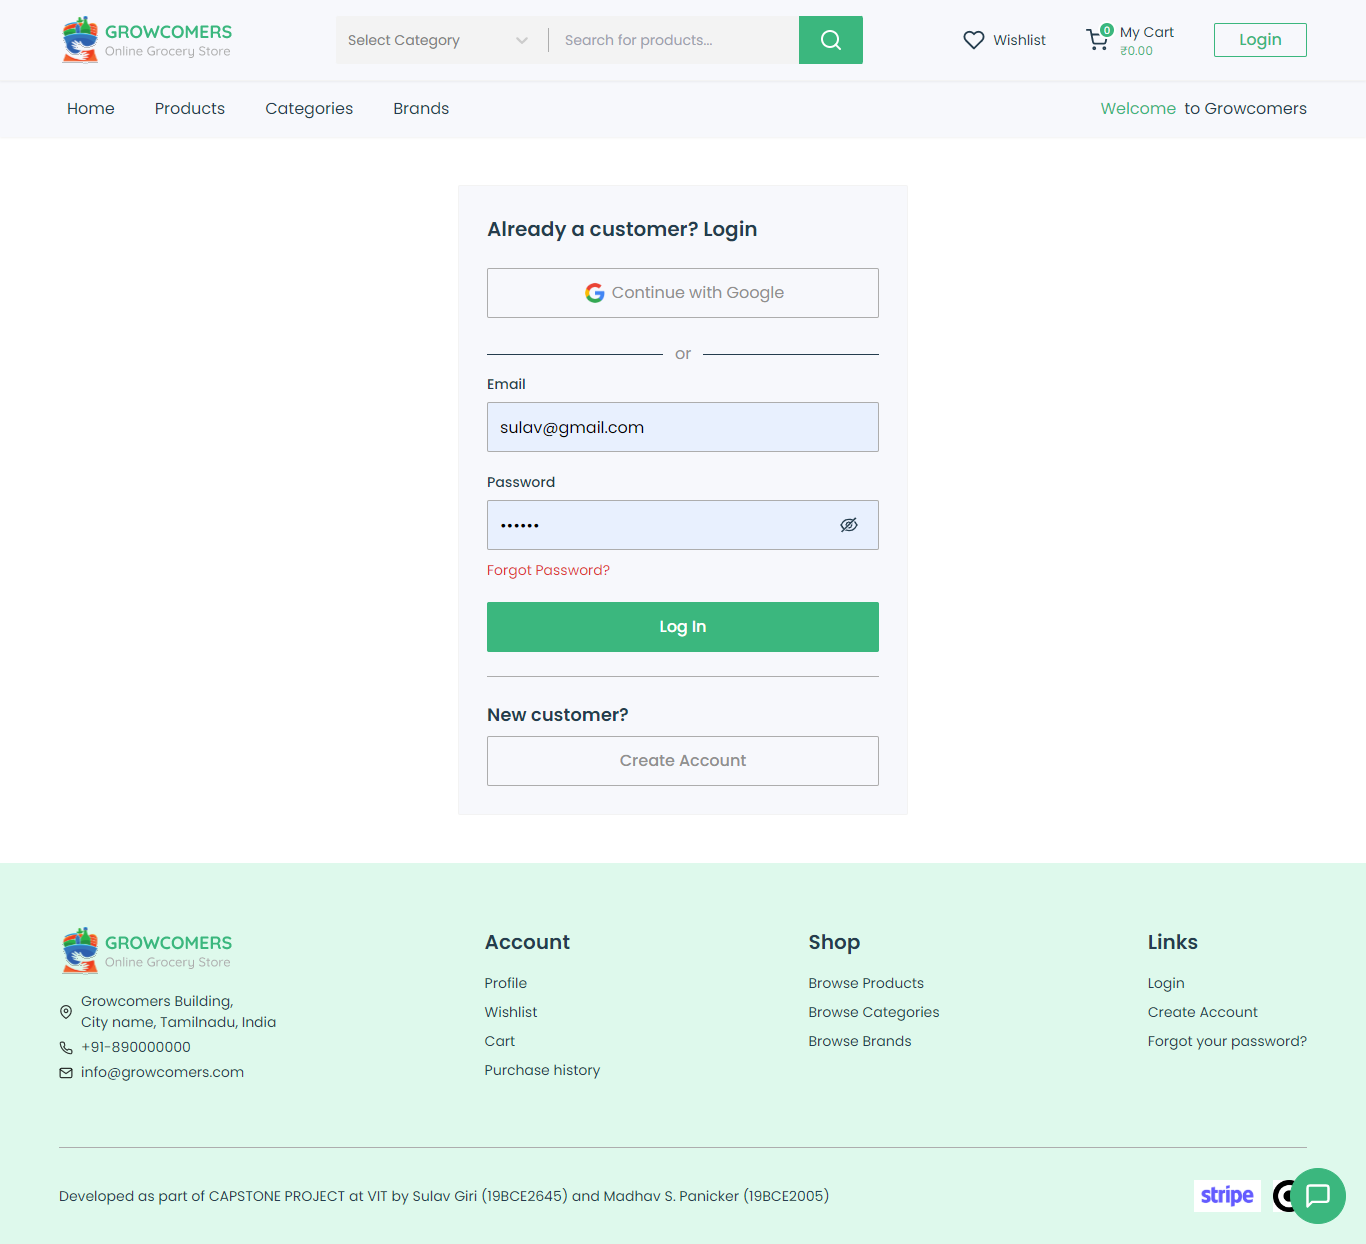 GROWCOMERS
Online Grocery Store
Select Category
Search for products...
Wishlist
0
My Cart
₹0.00
Login
Home
Products
Categories
Brands
Welcome to Growcomers
Already a customer? Login
Continue with Google
or
Email
sulav@gmail.com
Password
••••••
Forgot Password?
Log In
New customer?
Create Account
GROWCOMERS
Online Grocery Store
Growcomers Building,
City name, Tamilnadu, India
+91-890000000
info@growcomers.com
Account
Profile
Wishlist
Cart
Purchase history
Shop
Browse Products
Browse Categories
Browse Brands
Links
Login
Create Account
Forgot your password?
Developed as part of CAPSTONE PROJECT at VIT by Sulav Giri (19BCE2645) and Madhav S. Panicker (19BCE2005)
stripe